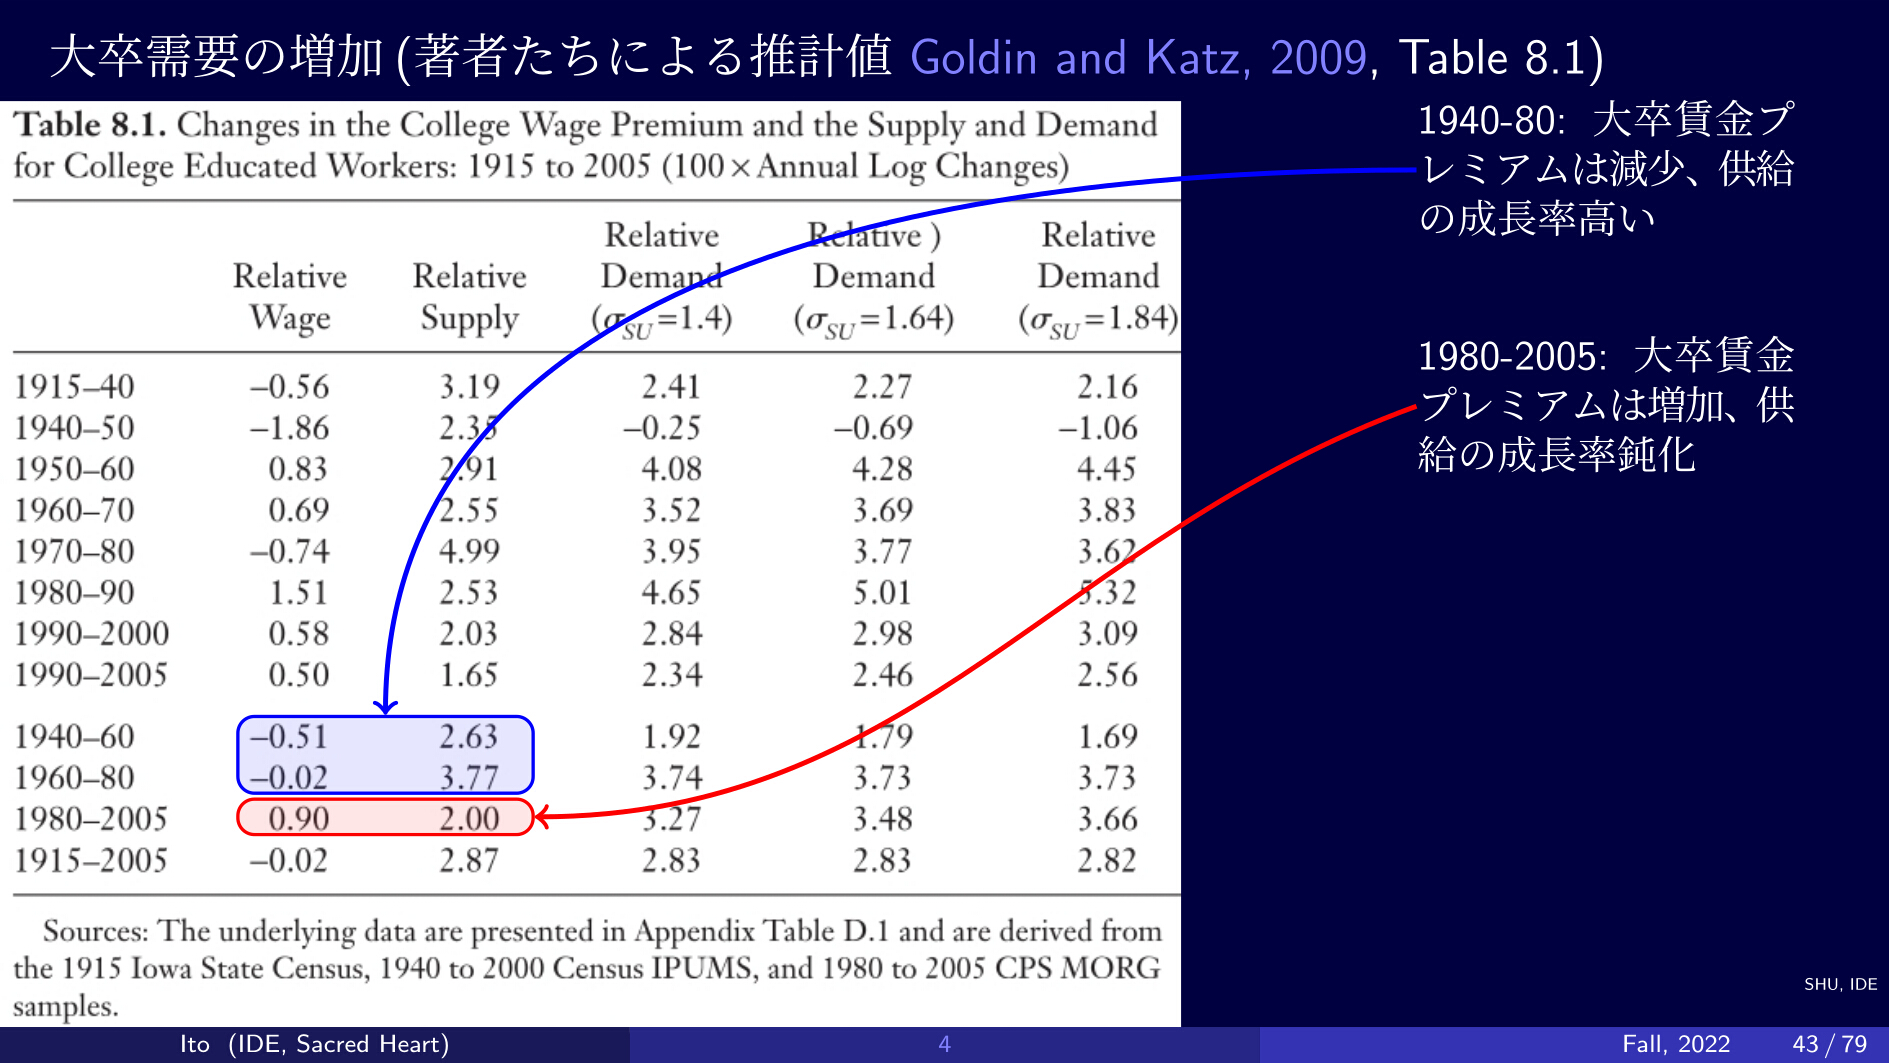 大卒需要の増加 (著者たちによる推計値 Goldin and Katz, 2009, Table 8.1)
Table 8.1. Changes in the College Wage Premium and the Supply and Demand
for College Educated Workers: 1915 to 2005 (100 × Annual Log Changes)
Relative Wage Relative Supply Relative Demand (σSU=1.4) Relative ) Demand (σSU=1.64) Relative Demand (σSU=1.84)
1915–40 –0.56 3.19 2.41 2.27 2.16
1940–50 –1.86 2.35 –0.25 –0.69 –1.06
1950–60 0.83 2.91 4.08 4.28 4.45
1960–70 0.69 2.55 3.52 3.69 3.83
1970–80 –0.74 4.99 3.95 3.77 3.62
1980–90 1.51 2.53 4.65 5.01 5.32
1990–2000 0.58 2.03 2.84 2.98 3.09
1990–2005 0.50 1.65 2.34 2.46 2.56
1940–60 –0.51 2.63 1.92 1.79 1.69
1960–80 –0.02 3.77 3.74 3.73 3.73
1980–2005 0.90 2.00 3.27 3.48 3.66
1915–2005 –0.02 2.87 2.83 2.83 2.82
Sources: The underlying data are presented in Appendix Table D.1 and are derived from
the 1915 Iowa State Census, 1940 to 2000 Census IPUMS, and 1980 to 2005 CPS MORG
samples.
1940-80: 大卒賃金プ
レミアムは減少、供給
の成長率高い
1980-2005: 大卒賃金
プレミアムは増加、供
給の成長率鈍化
SHU, IDE
Ito (IDE, Sacred Heart) 4 Fall, 2022 43 / 79